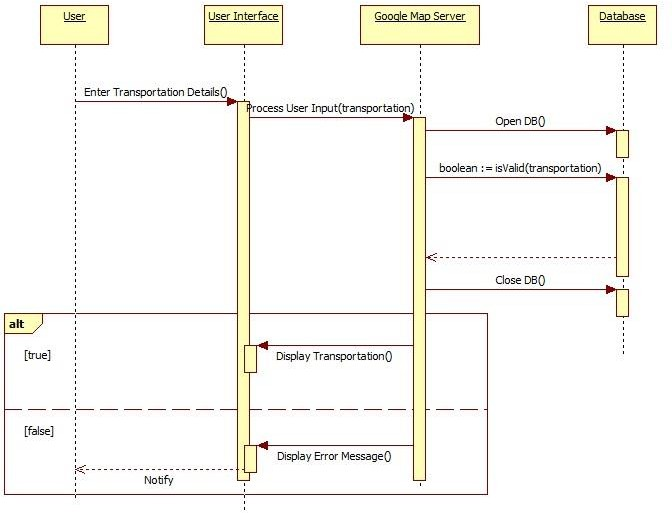 User
User Interface
Google Map Server
Database
Enter Transportation Details()
Process User Input(transportation)
Open DB()
boolean := isValid(transportation)
Close DB()
alt
[true]
Display Transportation()
[false]
Display Error Message()
Notify